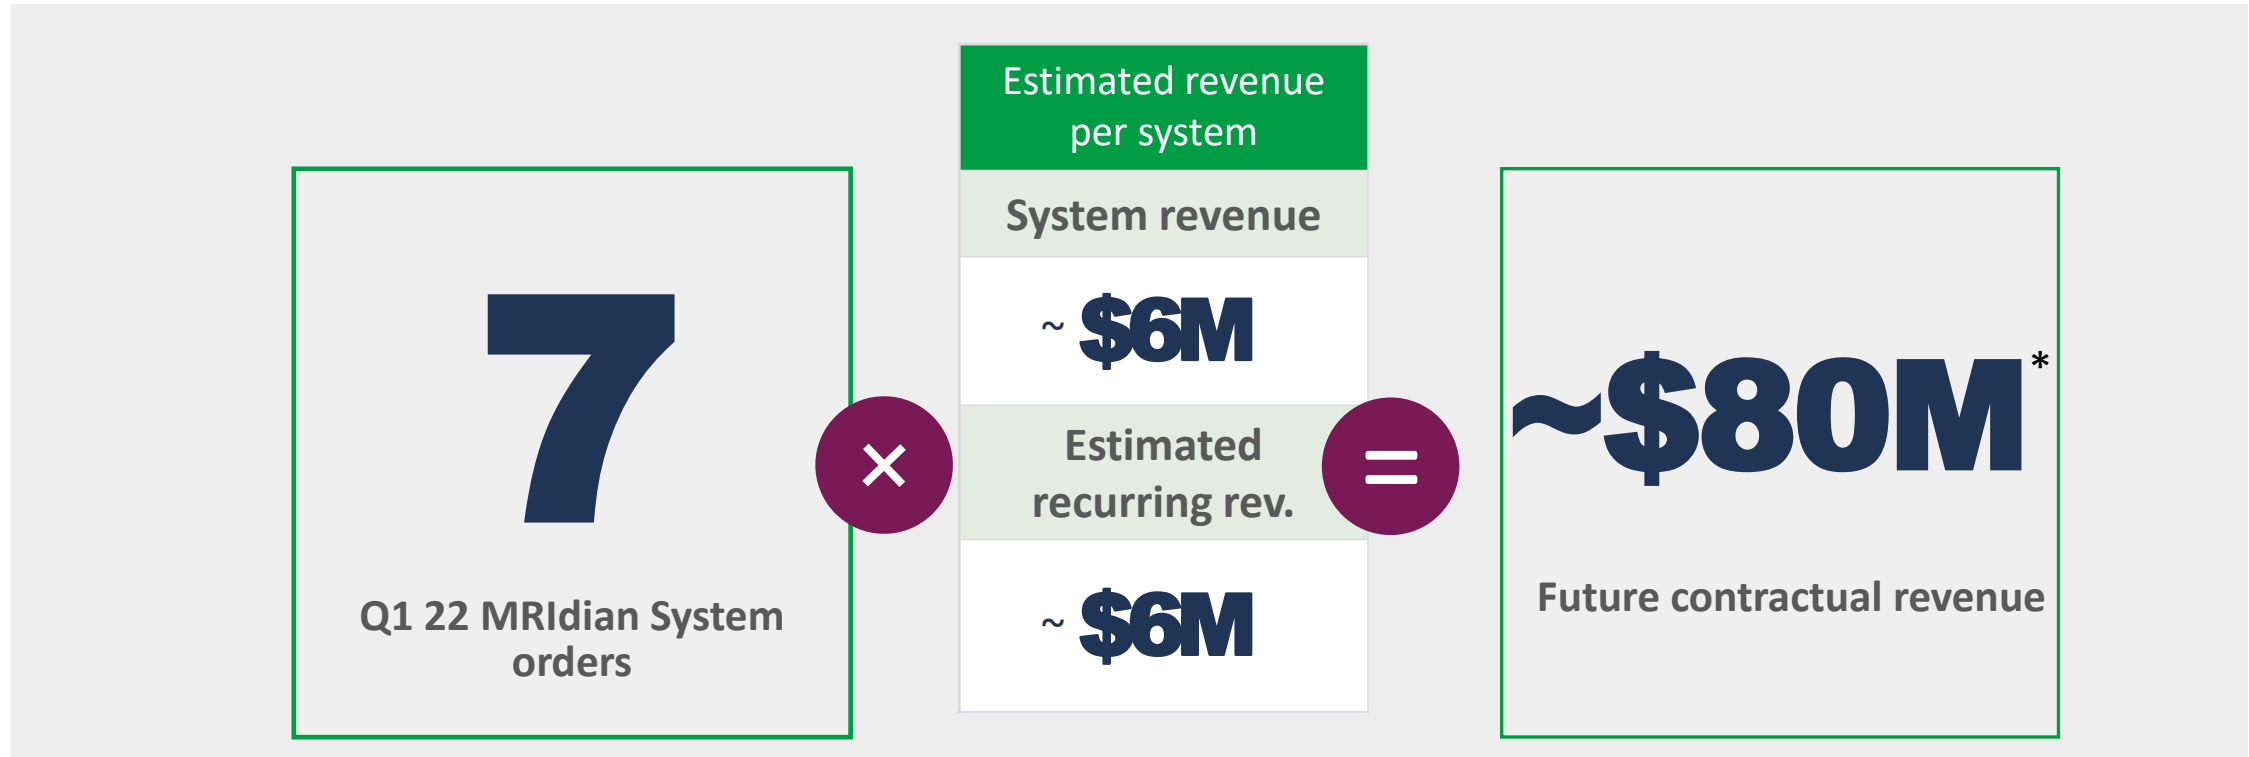 7
Q1 22 MRIdian System
orders
×
Estimated revenue
per system
System revenue
~ $6M
Estimated
recurring rev.
~ $6M
=
~$80M*
Future contractual revenue